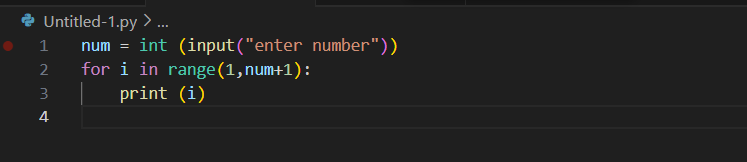 Untitled-1.py > ...
1 num = int (input("enter number"))
2 for i in range(1,num+1):
3     print (i)
4